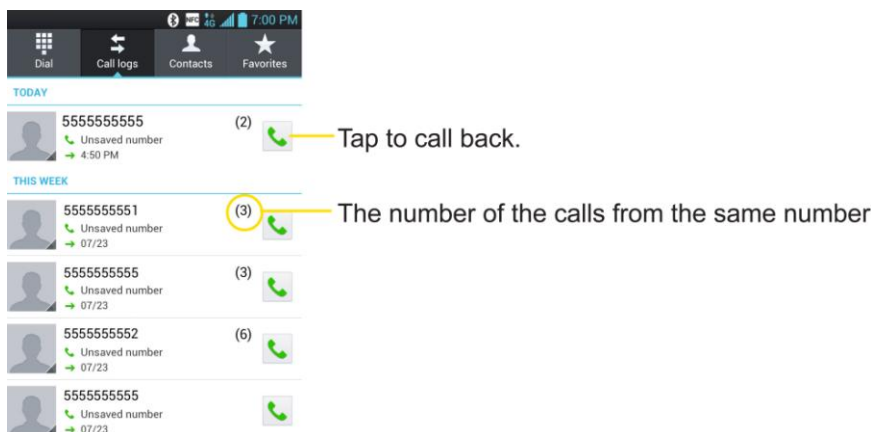 NFC 4G 7:00 PM
Dial Call logs Contacts Favorites
TODAY
5555555555 (2)
Unsaved number
4:50 PM
Tap to call back.
THIS WEEK
5555555551 (3)
Unsaved number
07/23
The number of the calls from the same number
5555555555 (3)
Unsaved number
07/23
5555555552 (6)
Unsaved number
07/23
5555555555
Unsaved number
07/23